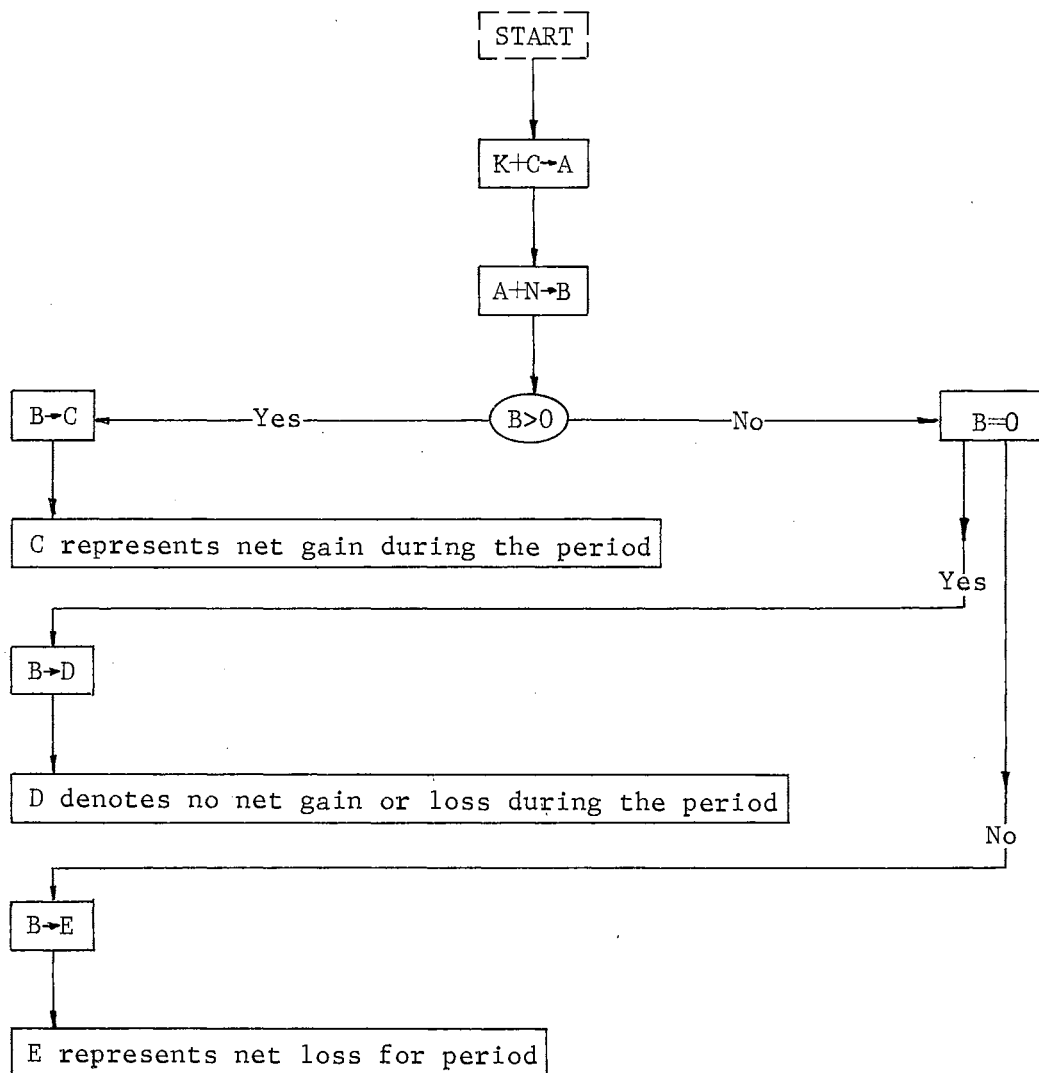 START
K+C→A
A+N→B
B→C
Yes
B>0
No
B=0
C represents net gain during the period
Yes
B→D
D denotes no net gain or loss during the period
No
B→E
E represents net loss for period